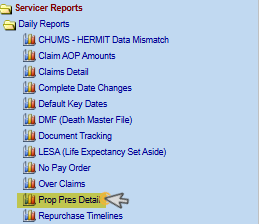 Servicer Reports
Daily Reports
CHUMS - HERMIT Data Mismatch
Claim AOP Amounts
Claims Detail
Complete Date Changes
Default Key Dates
DMF (Death Master File)
Document Tracking
LESA (Life Expectancy Set Aside)
No Pay Order
Over Claims
Prop Pres Detail
Repurchase Timelines